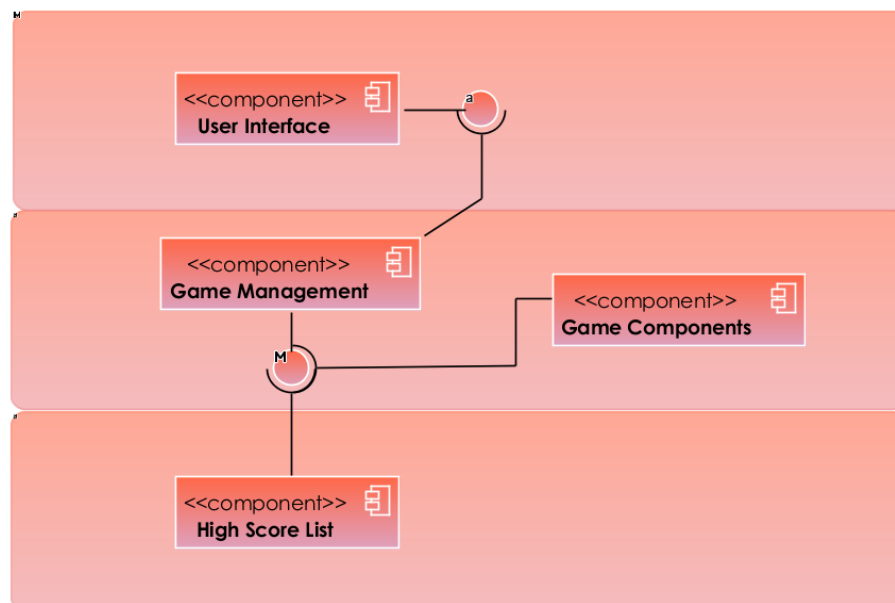 M
<<component>>
User Interface
a
<<component>>
Game Management
<<component>>
Game Components
M
<<component>>
High Score List